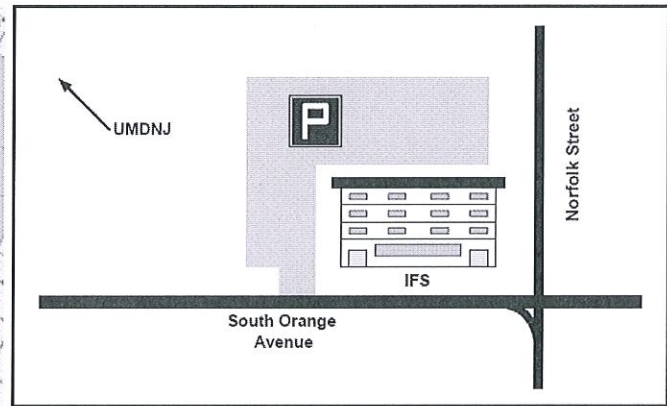 P
UMDNJ
Norfolk Street
IFS
South Orange
Avenue